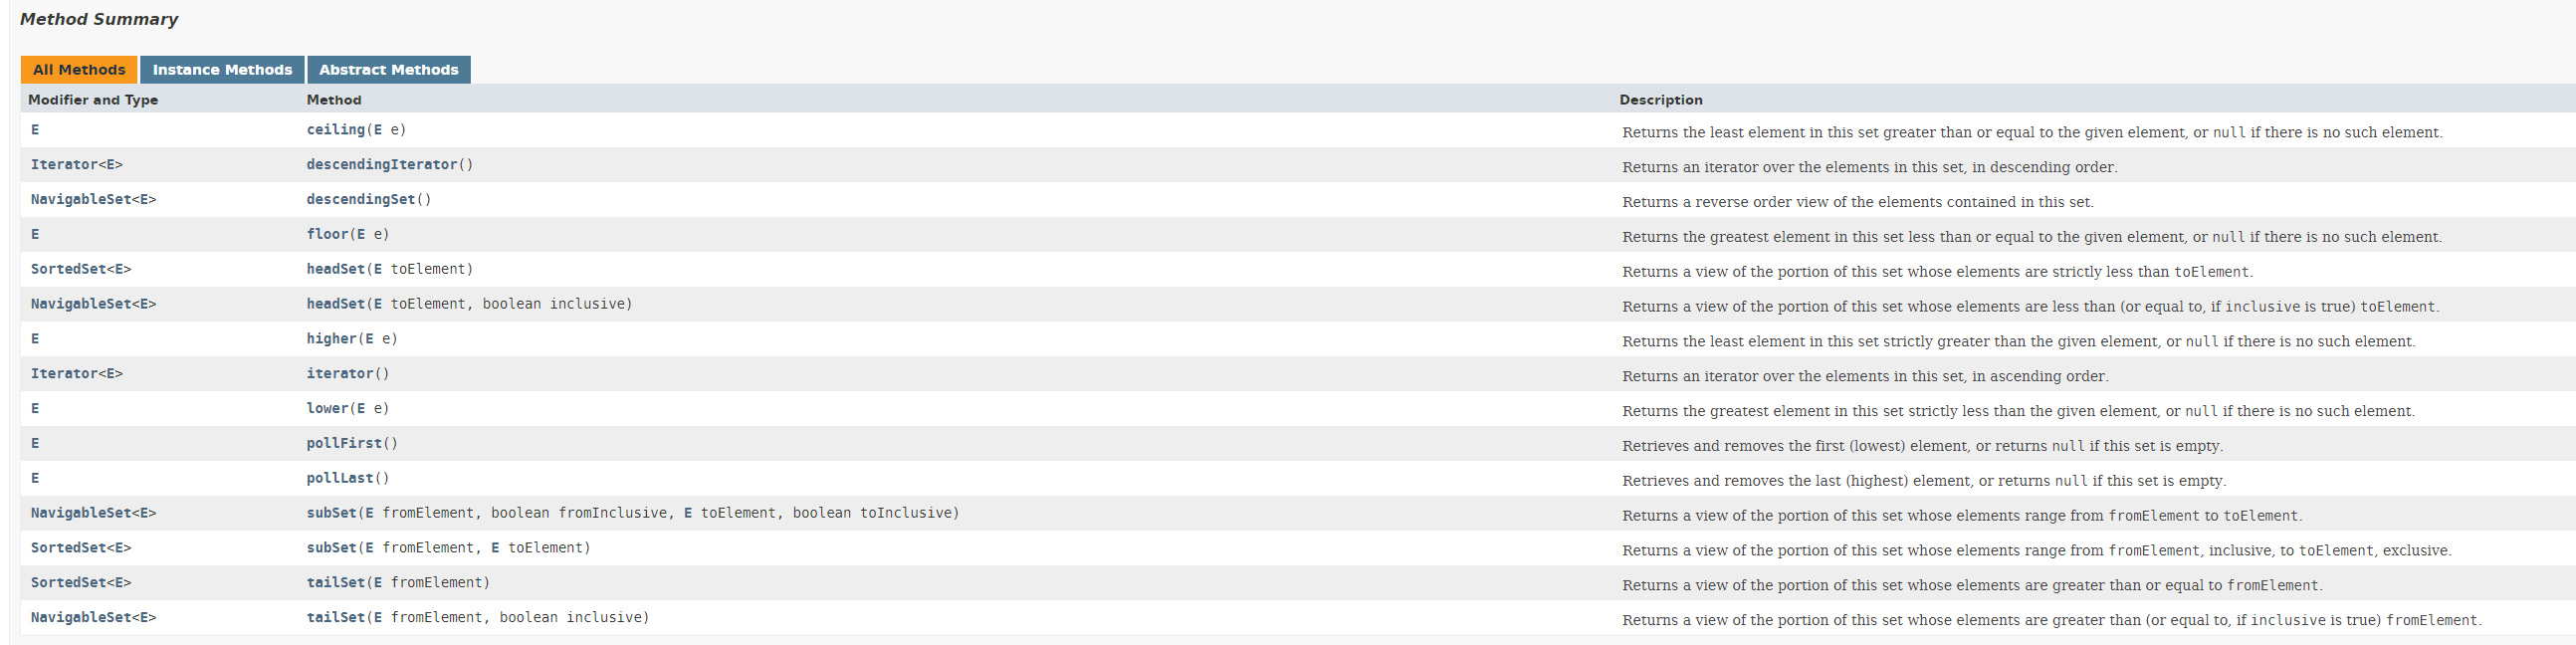 Method Summary
All Methods Instance Methods Abstract Methods
Modifier and Type Method Description
E ceiling(E e) Returns the least element in this set greater than or equal to the given element, or null if there is no such element.
Iterator<E> descendingIterator() Returns an iterator over the elements in this set, in descending order.
NavigableSet<E> descendingSet() Returns a reverse order view of the elements contained in this set.
E floor(E e) Returns the greatest element in this set less than or equal to the given element, or null if there is no such element.
SortedSet<E> headSet(E toElement) Returns a view of the portion of this set whose elements are strictly less than toElement.
NavigableSet<E> headSet(E toElement, boolean inclusive) Returns a view of the portion of this set whose elements are less than (or equal to, if inclusive is true) toElement.
E higher(E e) Returns the least element in this set strictly greater than the given element, or null if there is no such element.
Iterator<E> iterator() Returns an iterator over the elements in this set, in ascending order.
E lower(E e) Returns the greatest element in this set strictly less than the given element, or null if there is no such element.
E pollFirst() Retrieves and removes the first (lowest) element, or returns null if this set is empty.
E pollLast() Retrieves and removes the last (highest) element, or returns null if this set is empty.
NavigableSet<E> subSet(E fromElement, boolean fromInclusive, E toElement, boolean toInclusive) Returns a view of the portion of this set whose elements range from fromElement to toElement.
SortedSet<E> subSet(E fromElement, E toElement) Returns a view of the portion of this set whose elements range from fromElement, inclusive, to toElement, exclusive.
SortedSet<E> tailSet(E fromElement) Returns a view of the portion of this set whose elements are greater than or equal to fromElement.
NavigableSet<E> tailSet(E fromElement, boolean inclusive) Returns a view of the portion of this set whose elements are greater than (or equal to, if inclusive is true) fromElement.